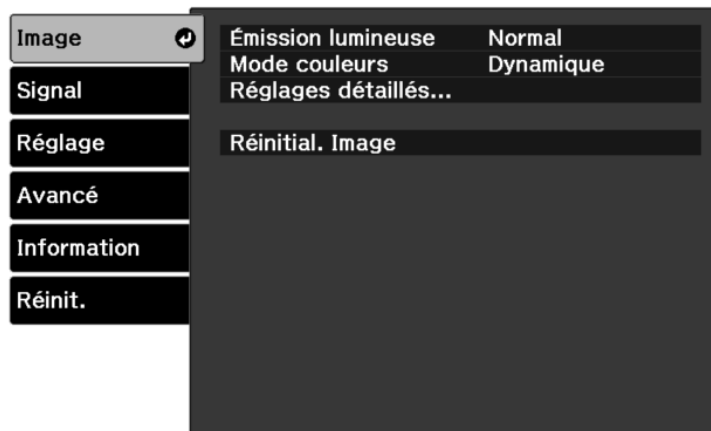 Image
Signal
Réglage
Avancé
Information
Réinit.
Émission lumineuse Normal
Mode couleurs Dynamique
Réglages détaillés...
Réinitial. Image